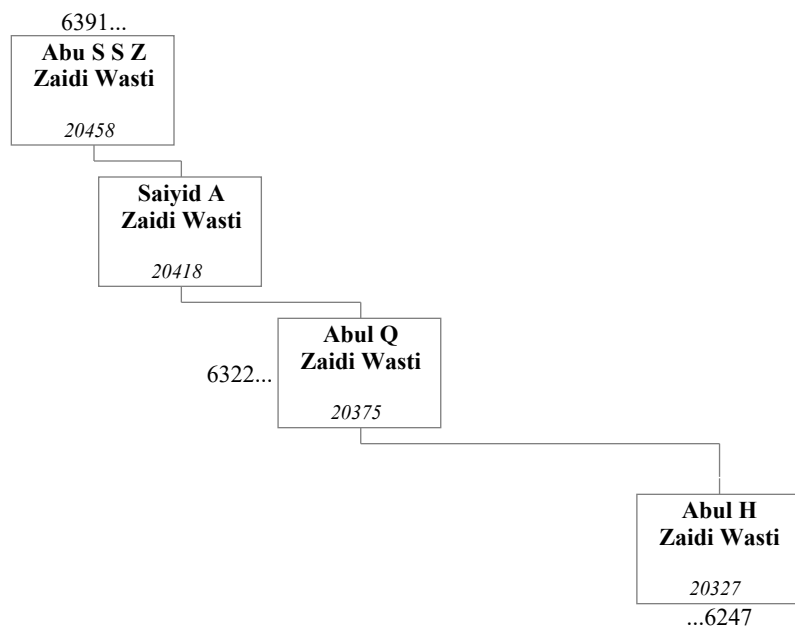 6391...
Abu S S Z
Zaidi Wasti
20458
Saiyid A
Zaidi Wasti
20418
Abul Q
Zaidi Wasti
6322...
20375
Abul H
Zaidi Wasti
20327
...6247